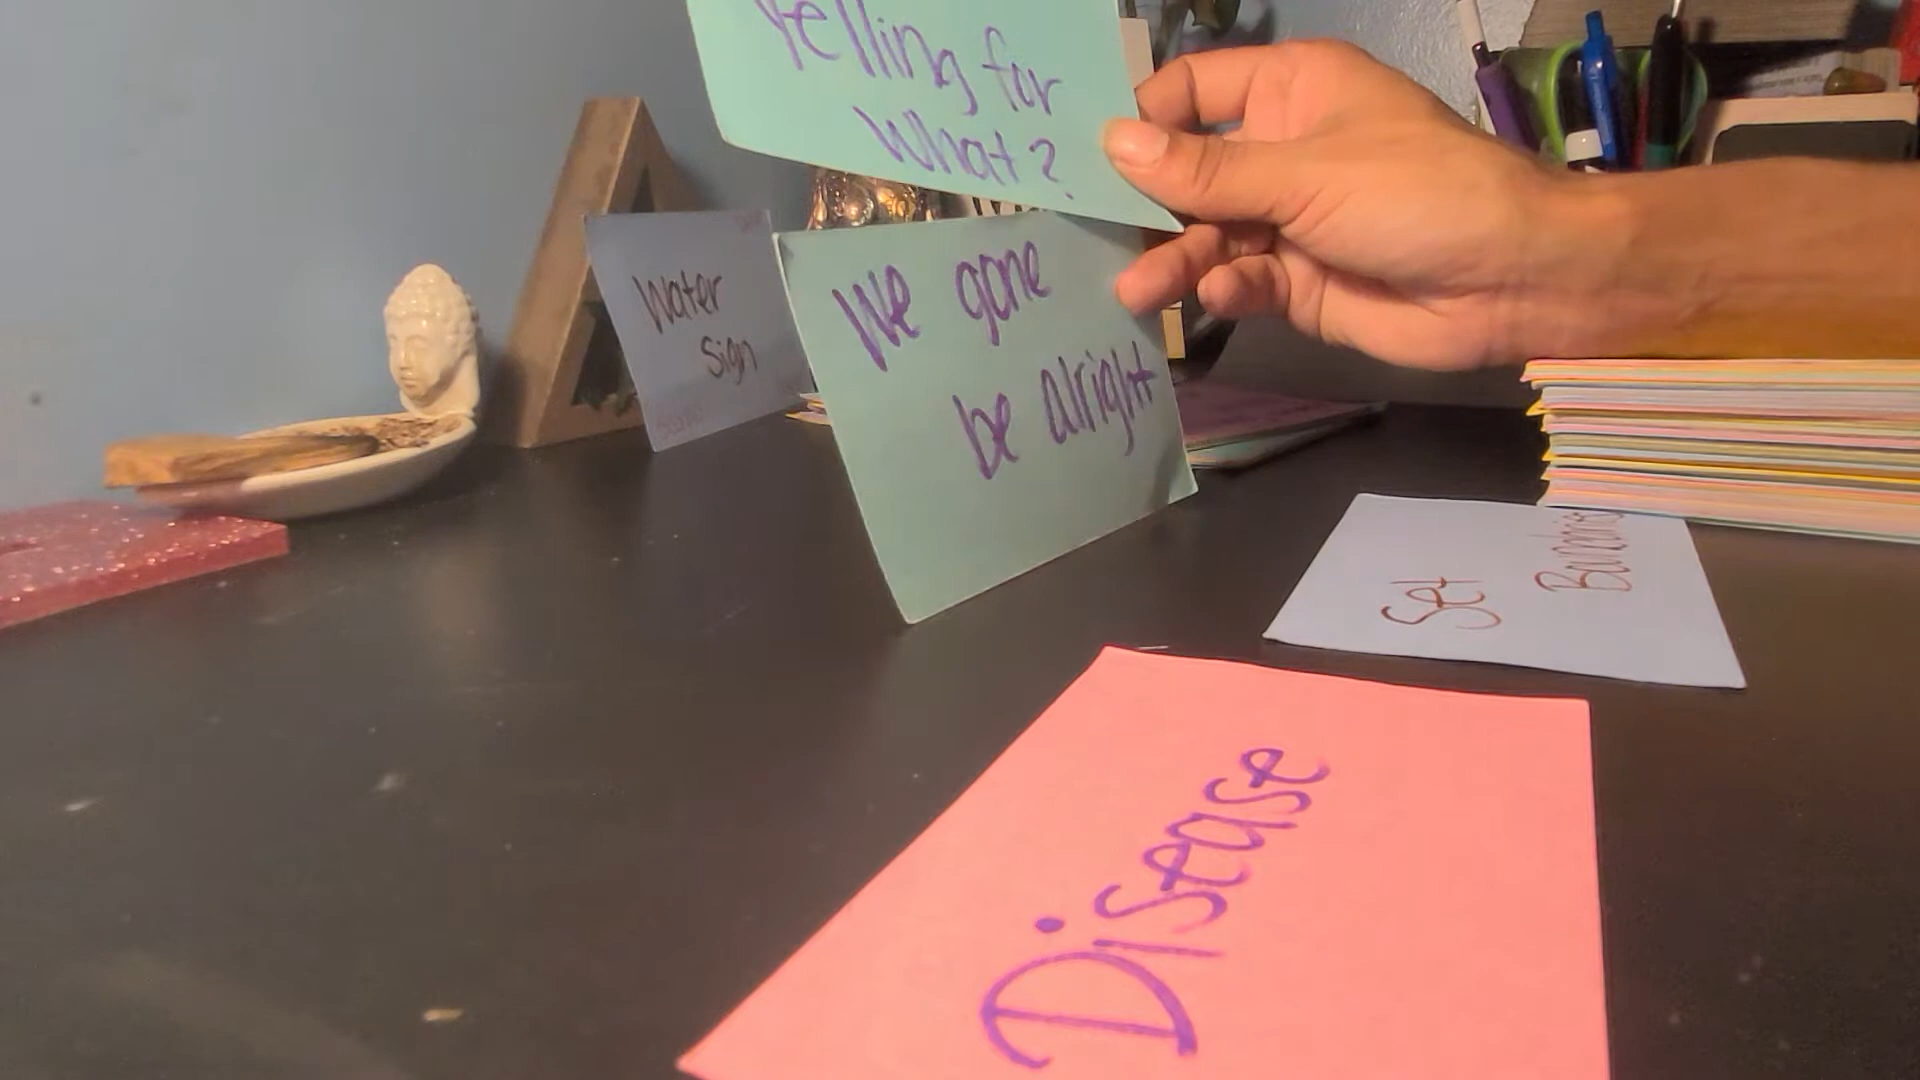 Yelling for
What?
We gone
be alright
Water
Sign
Set
Boundaries
Disease